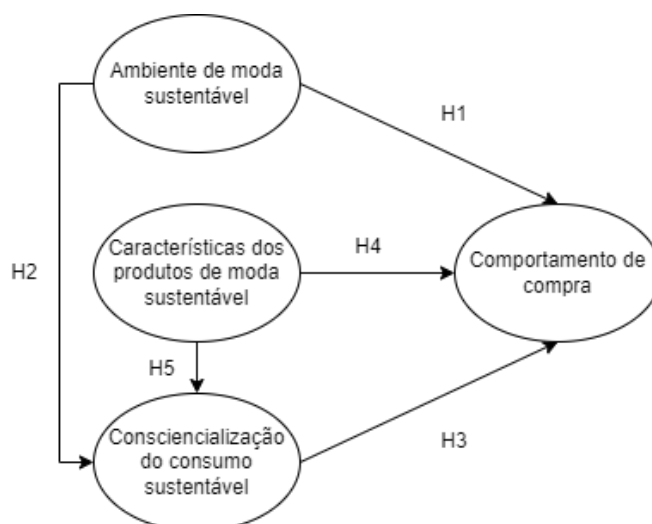 Ambiente de moda
sustentável
H1
Características dos
produtos de moda
sustentável
H4
Comportamento de
compra
H2
H5
Consciencialização
do consumo
sustentável
H3